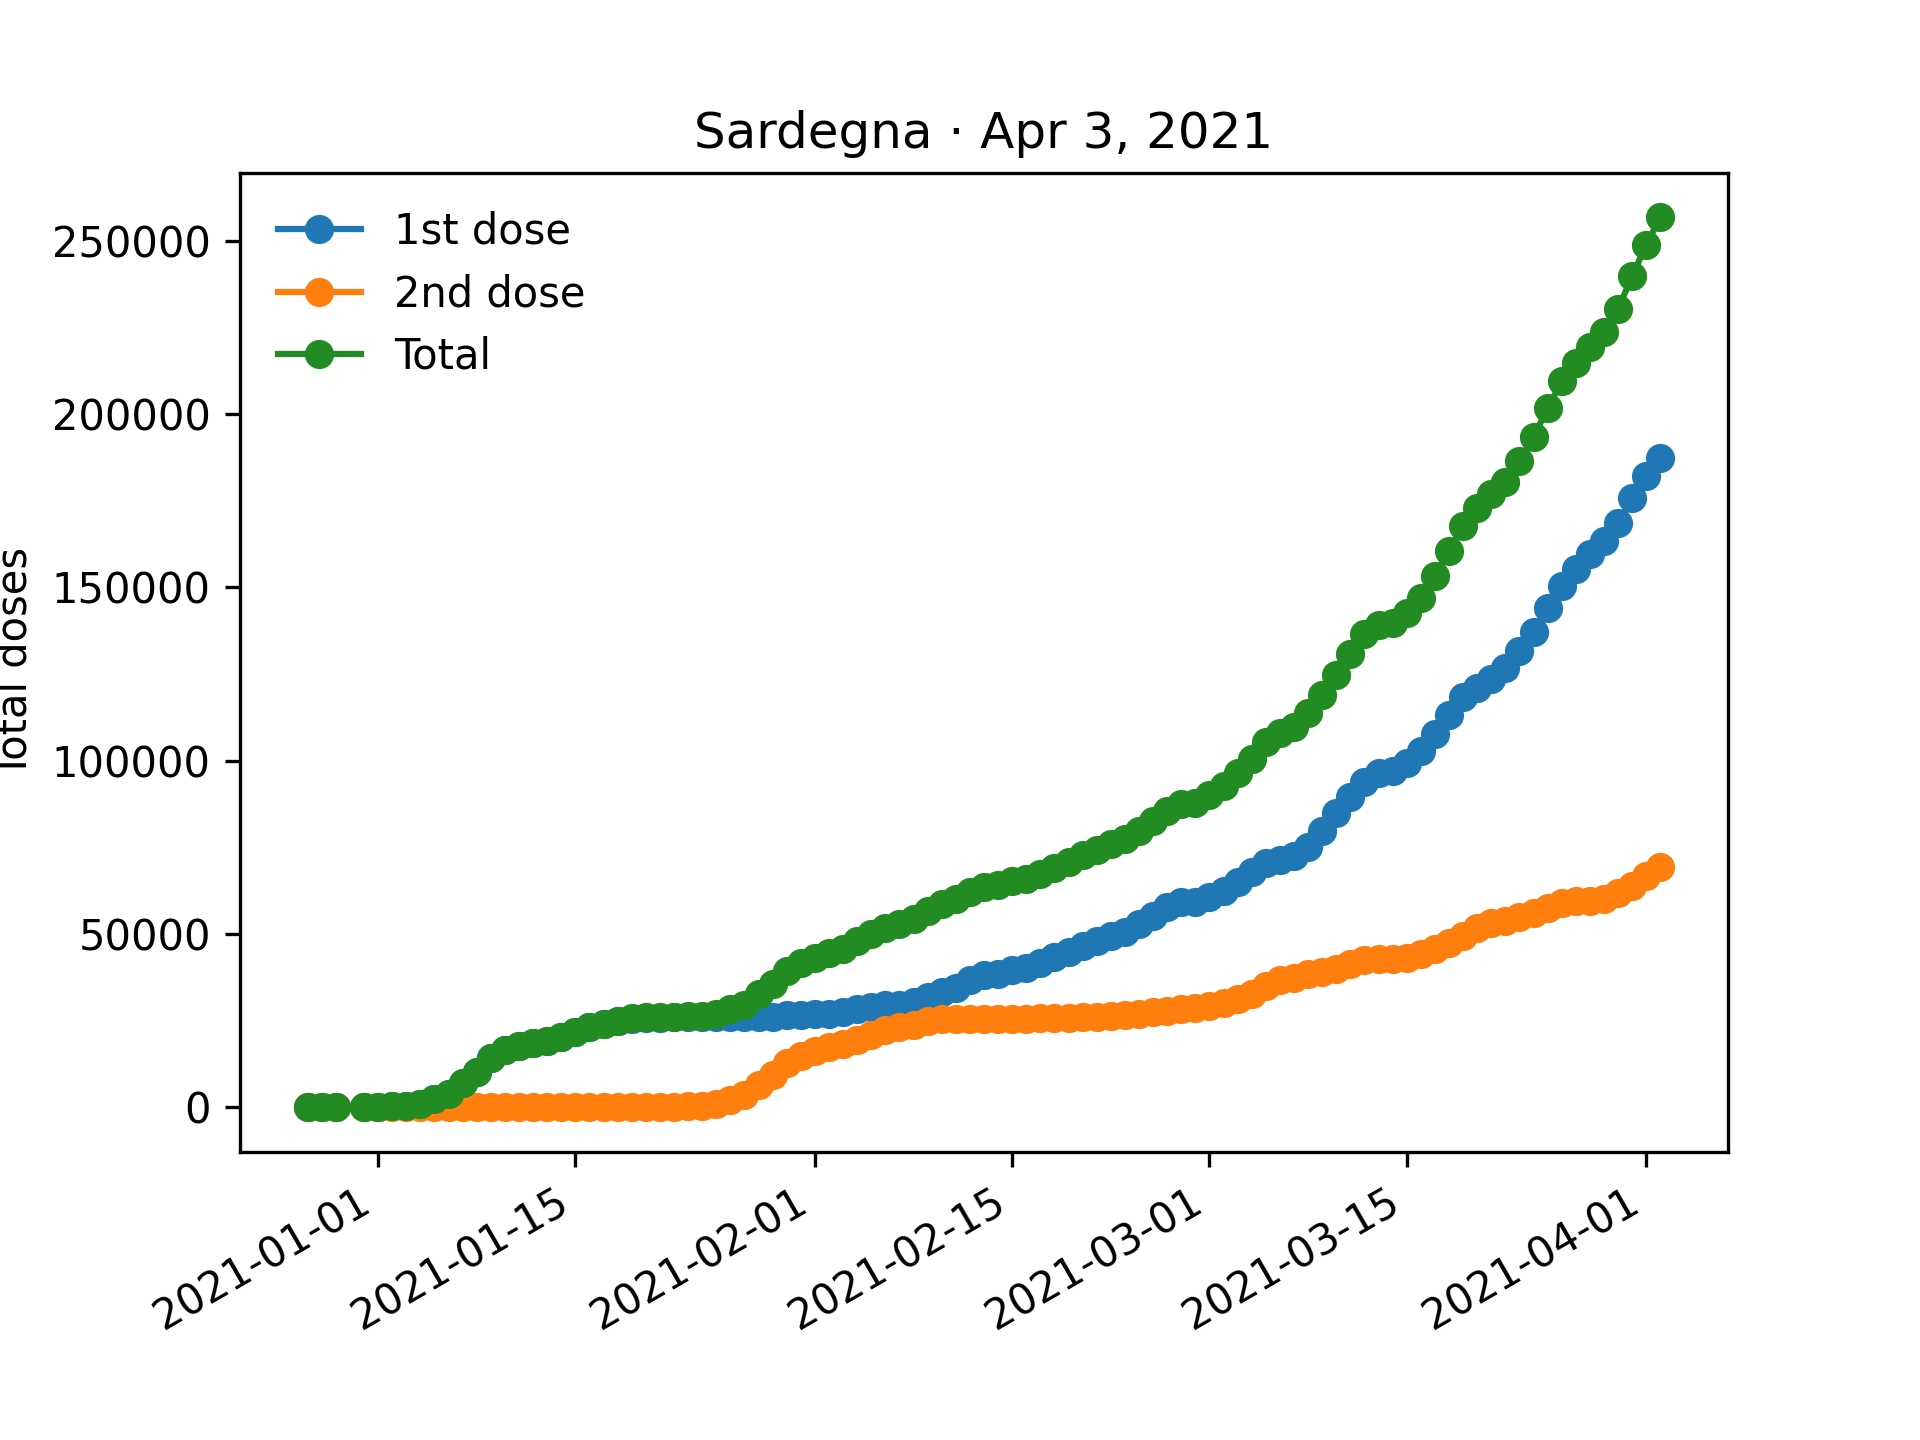 Sardegna · Apr 3, 2021
1st dose
2nd dose
Total
250000
200000
150000
100000
50000
0
Total doses
2021-01-01
2021-01-15
2021-02-01
2021-02-15
2021-03-01
2021-03-15
2021-04-01